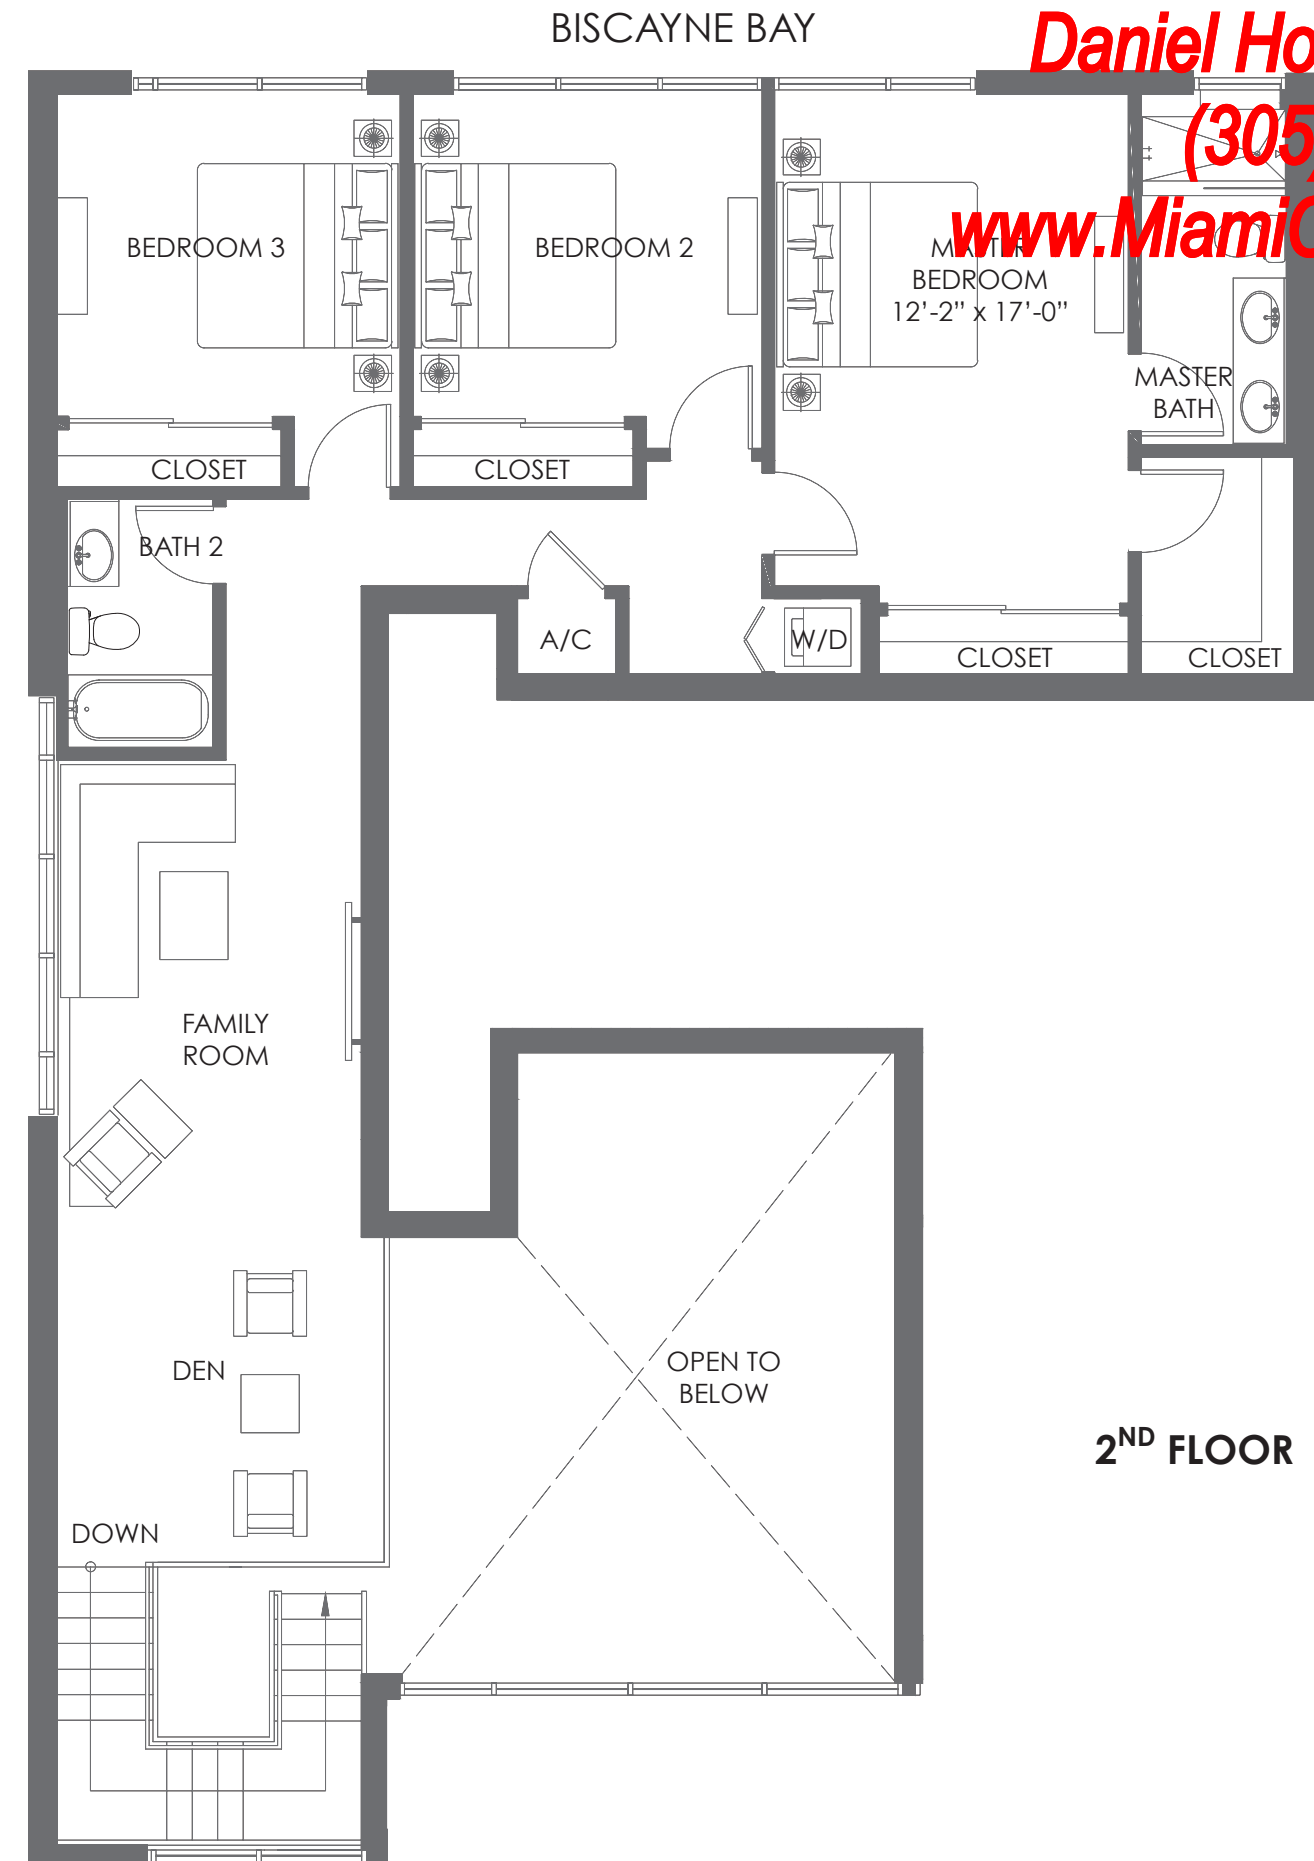 BISCAYNE BAY
Daniel Ho
(305)
www.MiamiC
BEDROOM 3
BEDROOM 2
MASTER
BEDROOM
12'-2" x 17'-0"
MASTER
BATH
CLOSET
CLOSET
BATH 2
A/C
W/D
CLOSET
CLOSET
FAMILY
ROOM
OPEN TO
BELOW
DEN
2ND FLOOR
DOWN